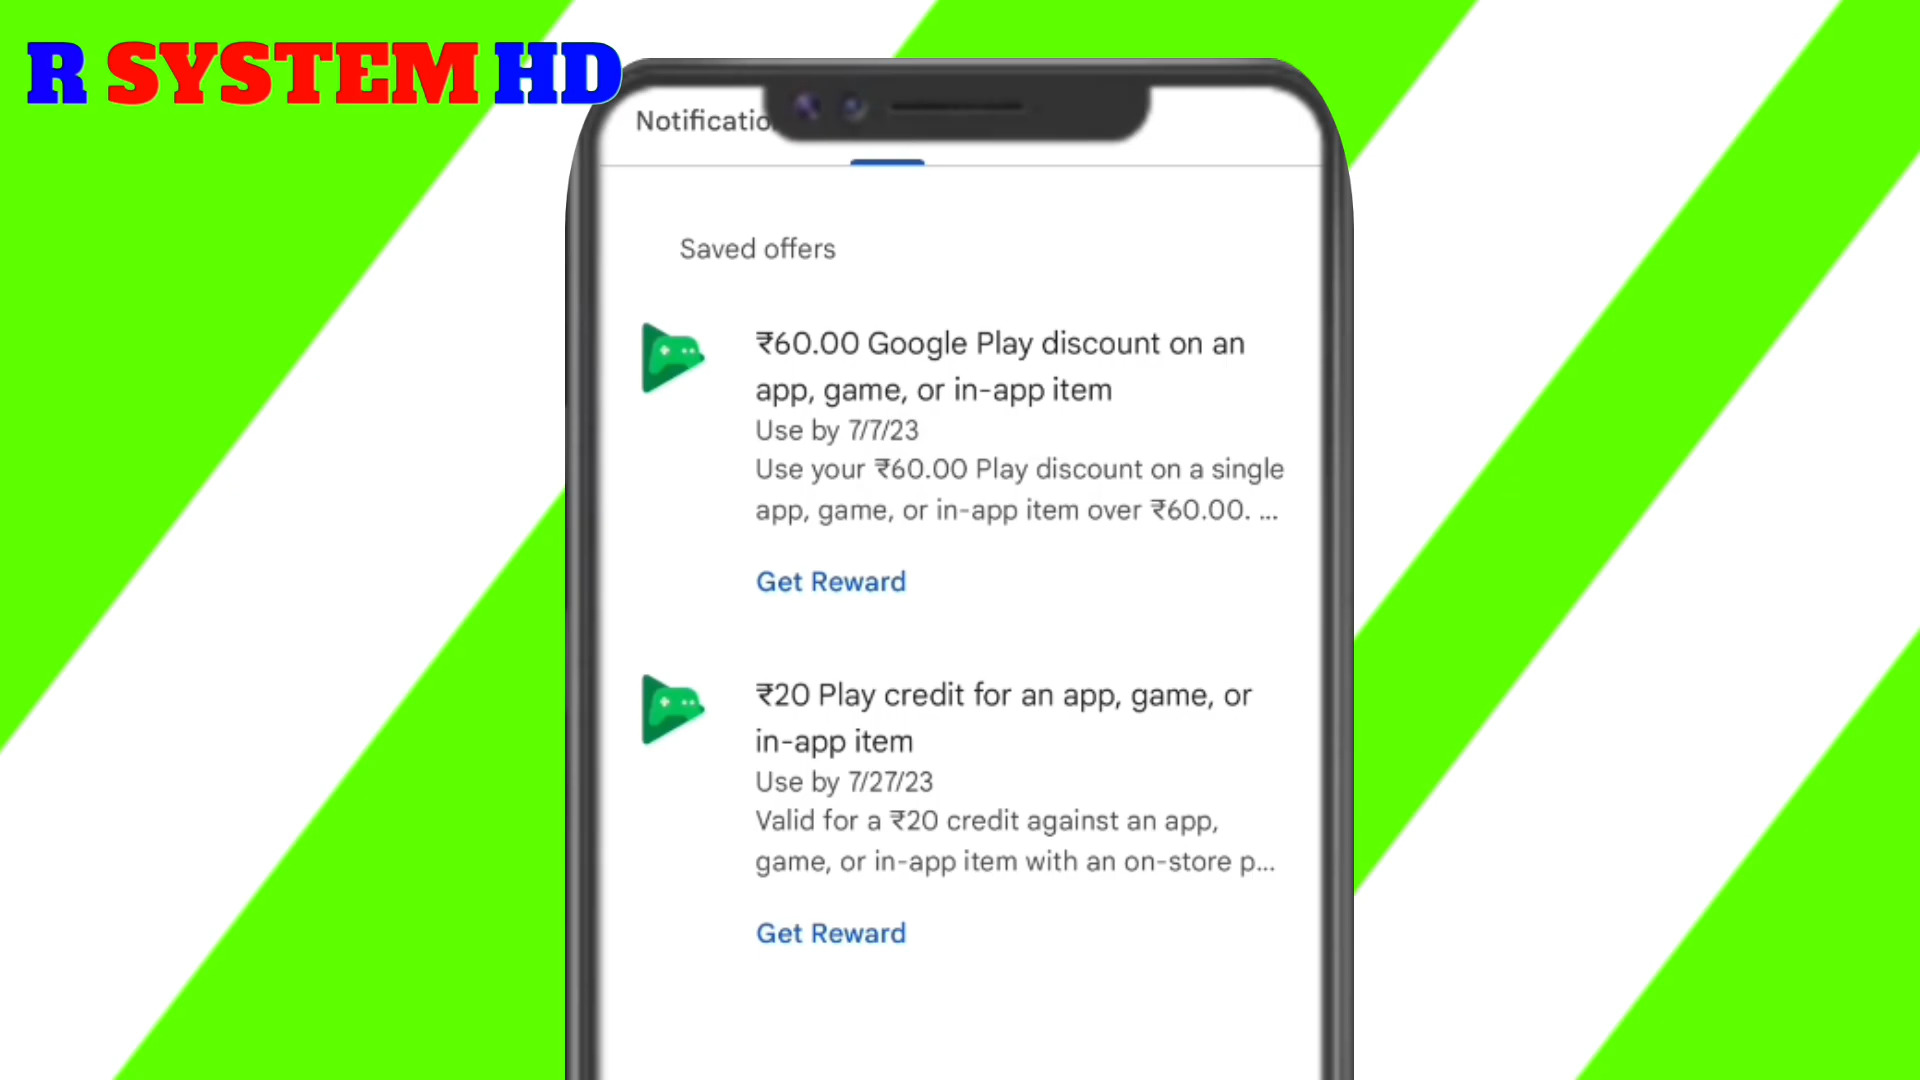 R SYSTEM HD
Saved offers
₹60.00 Google Play discount on an
app, game, or in-app item
Use by 7/7/23
Use your ₹60.00 Play discount on a single
app, game, or in-app item over ₹60.00. ...
Get Reward
₹20 Play credit for an app, game, or
in-app item
Use by 7/27/23
Valid for a ₹20 credit against an app,
game, or in-app item with an on-store p...
Get Reward